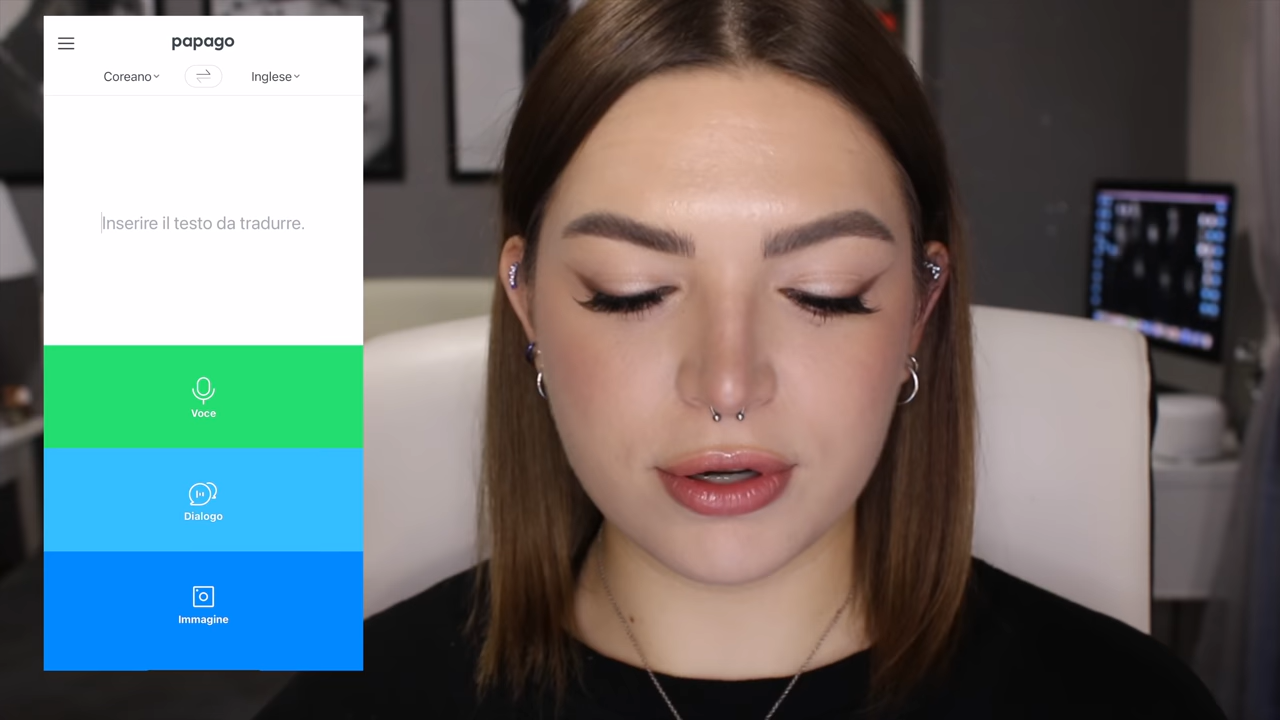 papago
Coreano
Inglese
Inserire il testo da tradurre.
Voce
Dialogo
Immagine